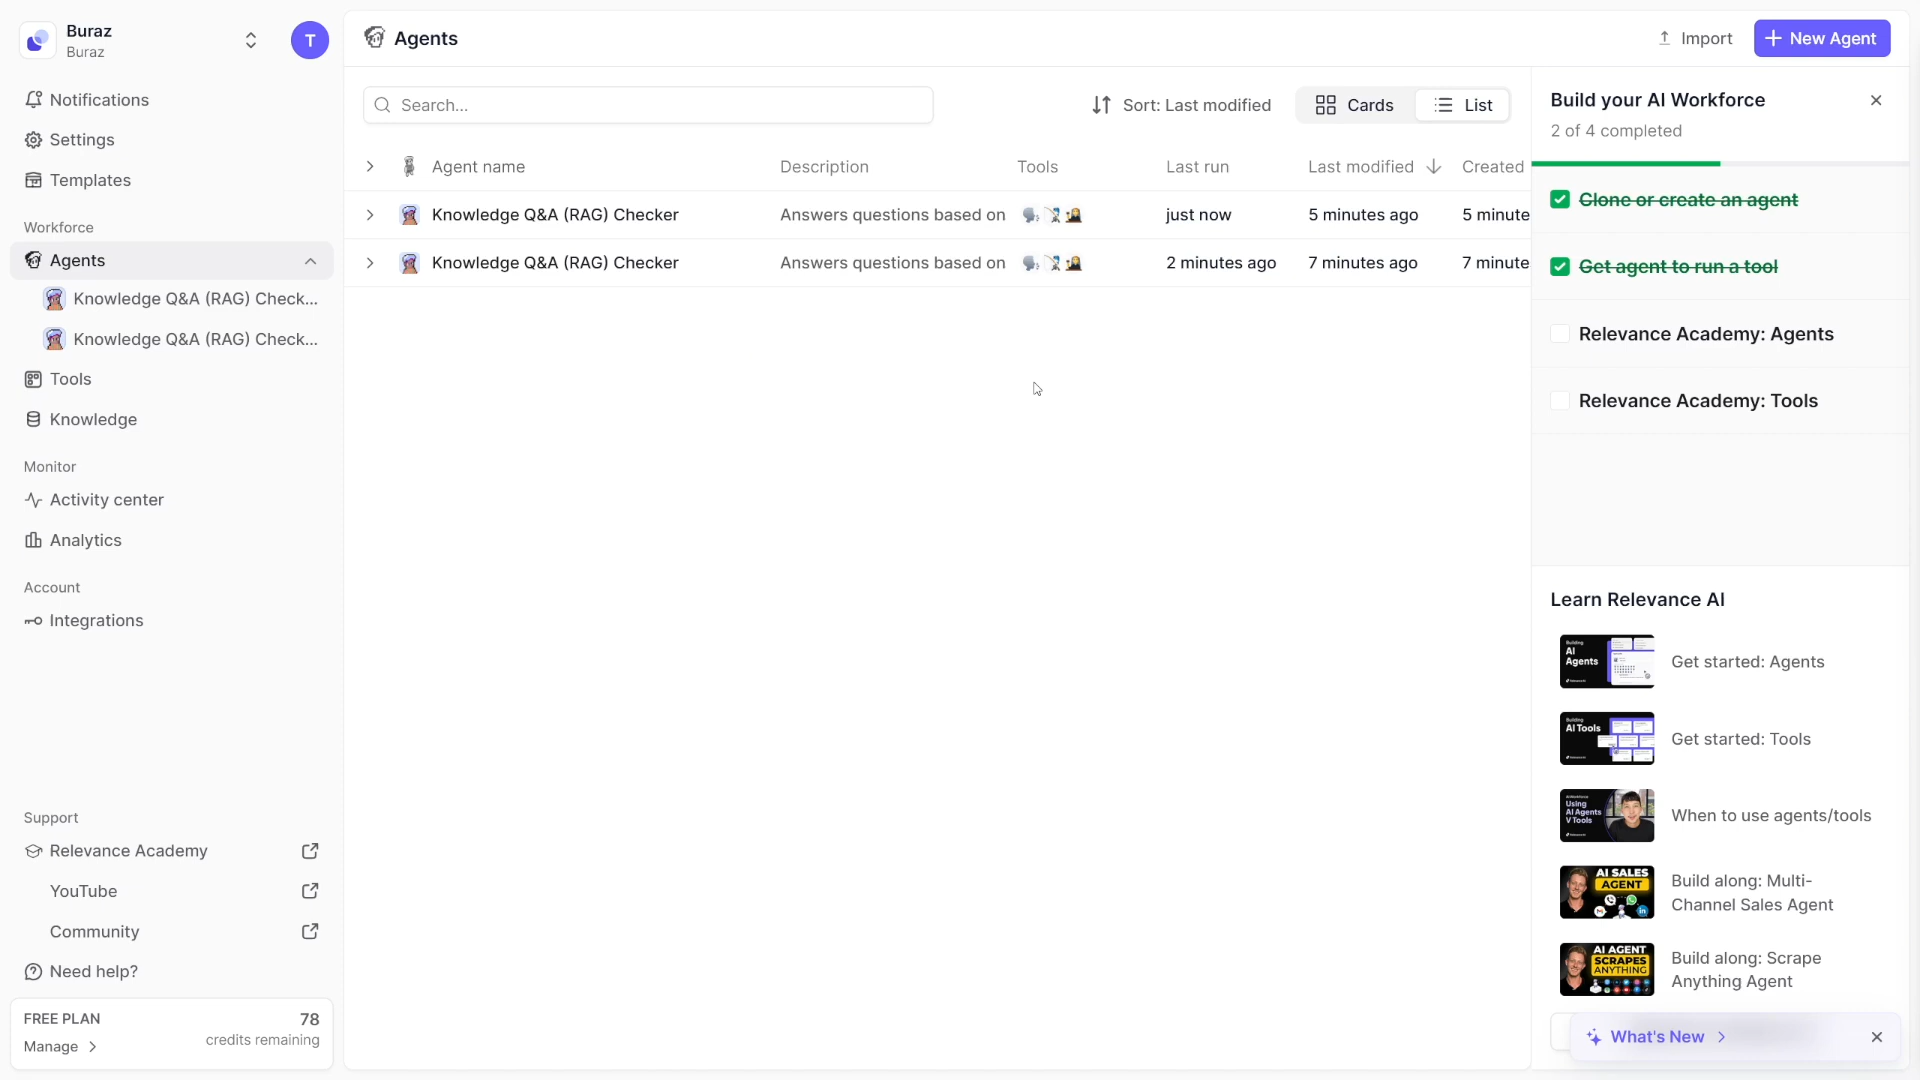 Buraz
Buraz
T
Notifications
Settings
Templates
Workforce
Agents
Knowledge Q&A (RAG) Check...
Knowledge Q&A (RAG) Check...
Tools
Knowledge
Monitor
Activity center
Analytics
Account
Integrations
Support
Relevance Academy
YouTube
Community
Need help?
FREE PLAN
78
Manage
credits remaining
Agents
Import
New Agent
Search...
Sort: Last modified
Cards
List
Agent name
Description
Tools
Last run
Last modified
Created
Knowledge Q&A (RAG) Checker
Answers questions based on
just now
5 minutes ago
5 minute
Knowledge Q&A (RAG) Checker
Answers questions based on
2 minutes ago
7 minutes ago
7 minute
Build your AI Workforce
2 of 4 completed
Clone or create an agent
Get agent to run a tool
Relevance Academy: Agents
Relevance Academy: Tools
Learn Relevance AI
Building
AI
Agents
Get started: Agents
Building
AI Tools
Get started: Tools
Using
AI Agents
V Tools
When to use agents/tools
AI SALES
AGENT
Build along: Multi-
Channel Sales Agent
AI AGENT
SCRAPES
ANYTHING
Build along: Scrape
Anything Agent
What's New